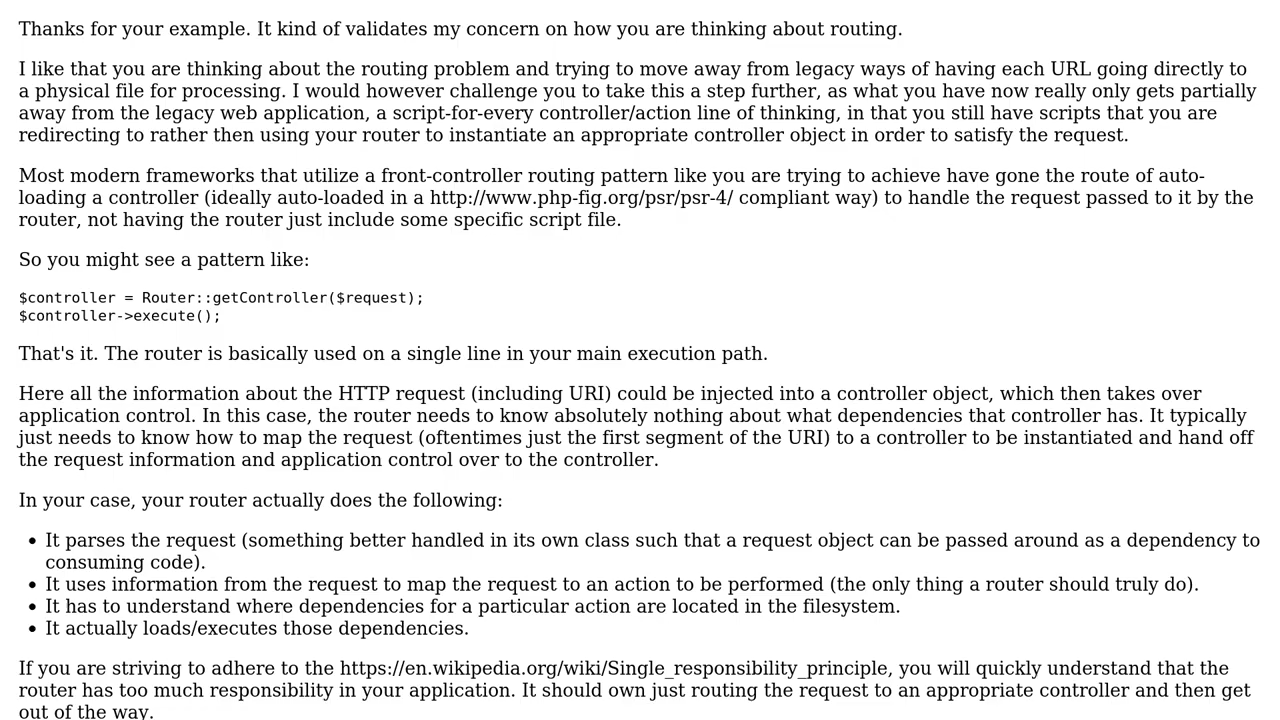 Thanks for your example. It kind of validates my concern on how you are thinking about routing.
I like that you are thinking about the routing problem and trying to move away from legacy ways of having each URL going directly to
a physical file for processing. I would however challenge you to take this a step further, as what you have now really only gets partially
away from the legacy web application, a script-for-every controller/action line of thinking, in that you still have scripts that you are
redirecting to rather then using your router to instantiate an appropriate controller object in order to satisfy the request.
Most modern frameworks that utilize a front-controller routing pattern like you are trying to achieve have gone the route of auto-
loading a controller (ideally auto-loaded in a http://www.php-fig.org/psr/psr-4/ compliant way) to handle the request passed to it by the
router, not having the router just include some specific script file.
So you might see a pattern like:
$controller = Router::getController($request);
$controller->execute();
That's it. The router is basically used on a single line in your main execution path.
Here all the information about the HTTP request (including URI) could be injected into a controller object, which then takes over
application control. In this case, the router needs to know absolutely nothing about what dependencies that controller has. It typically
just needs to know how to map the request (oftentimes just the first segment of the URI) to a controller to be instantiated and hand off
the request information and application control over to the controller.
In your case, your router actually does the following:
• It parses the request (something better handled in its own class such that a request object can be passed around as a dependency to
consuming code).
• It uses information from the request to map the request to an action to be performed (the only thing a router should truly do).
• It has to understand where dependencies for a particular action are located in the filesystem.
• It actually loads/executes those dependencies.
If you are striving to adhere to the https://en.wikipedia.org/wiki/Single_responsibility_principle, you will quickly understand that the
router has too much responsibility in your application. It should own just routing the request to an appropriate controller and then get
out of the way.